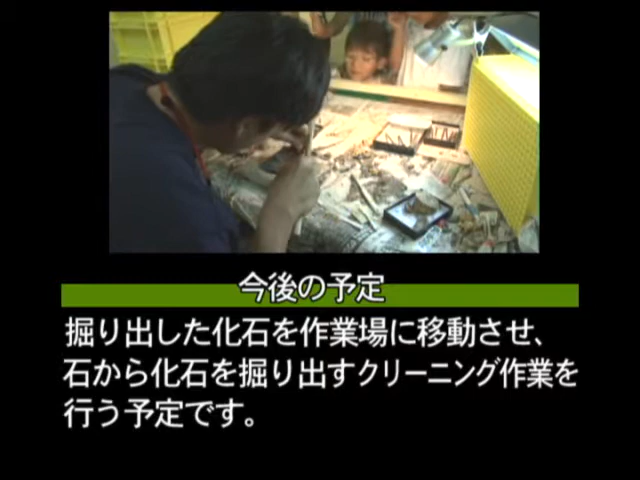 今後の予定
掘り出した化石を作業場に移動させ、
石から化石を掘り出すクリーニング作業を
行う予定です。